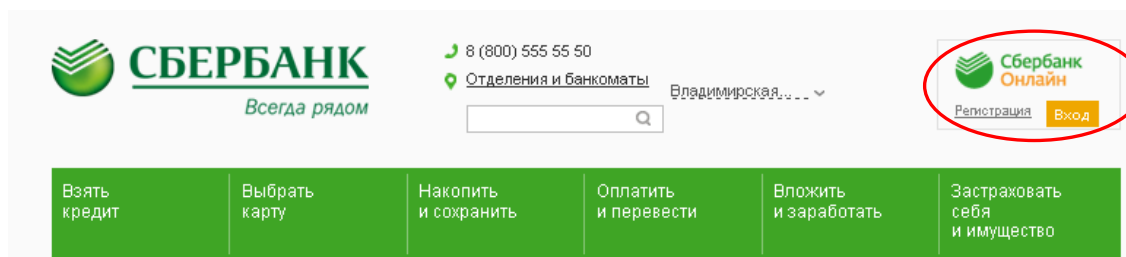 СБЕРБАНК
Всегда рядом
8 (800) 555 55 50
Отделения и банкоматы
Владимирская...
Сбербанк
Онлайн
Регистрация
Вход
Взять
кредит
Выбрать
карту
Накопить
и сохранить
Оплатить
и перевести
Вложить
и заработать
Застраховать
себя
и имущество